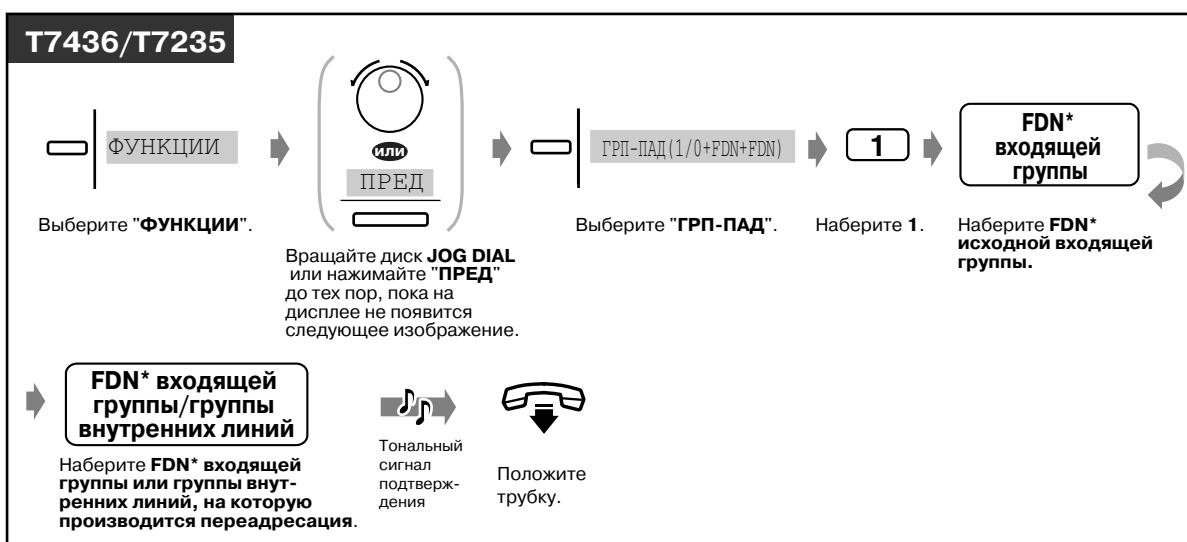 T7436/T7235
ФУНКЦИИ
или
ПРЕД
ГРП-ПАД(1/0+FDN+FDN)
1
FDN*
входящей
группы
Выберите "ФУНКЦИИ".
Вращайте диск JOG DIAL
или нажимайте "ПРЕД"
до тех пор, пока на
дисплее не появится
следующее изображение.
Выберите "ГРП-ПАД".
Наберите 1.
Наберите FDN*
исходной входящей
группы.
FDN* входящей
группы/группы
внутренних линий
Наберите FDN* входящей
группы или группы внут-
ренних линий, на которую
производится переадресация.
Тональный
сигнал
подтверж-
дения
Положите
трубку.